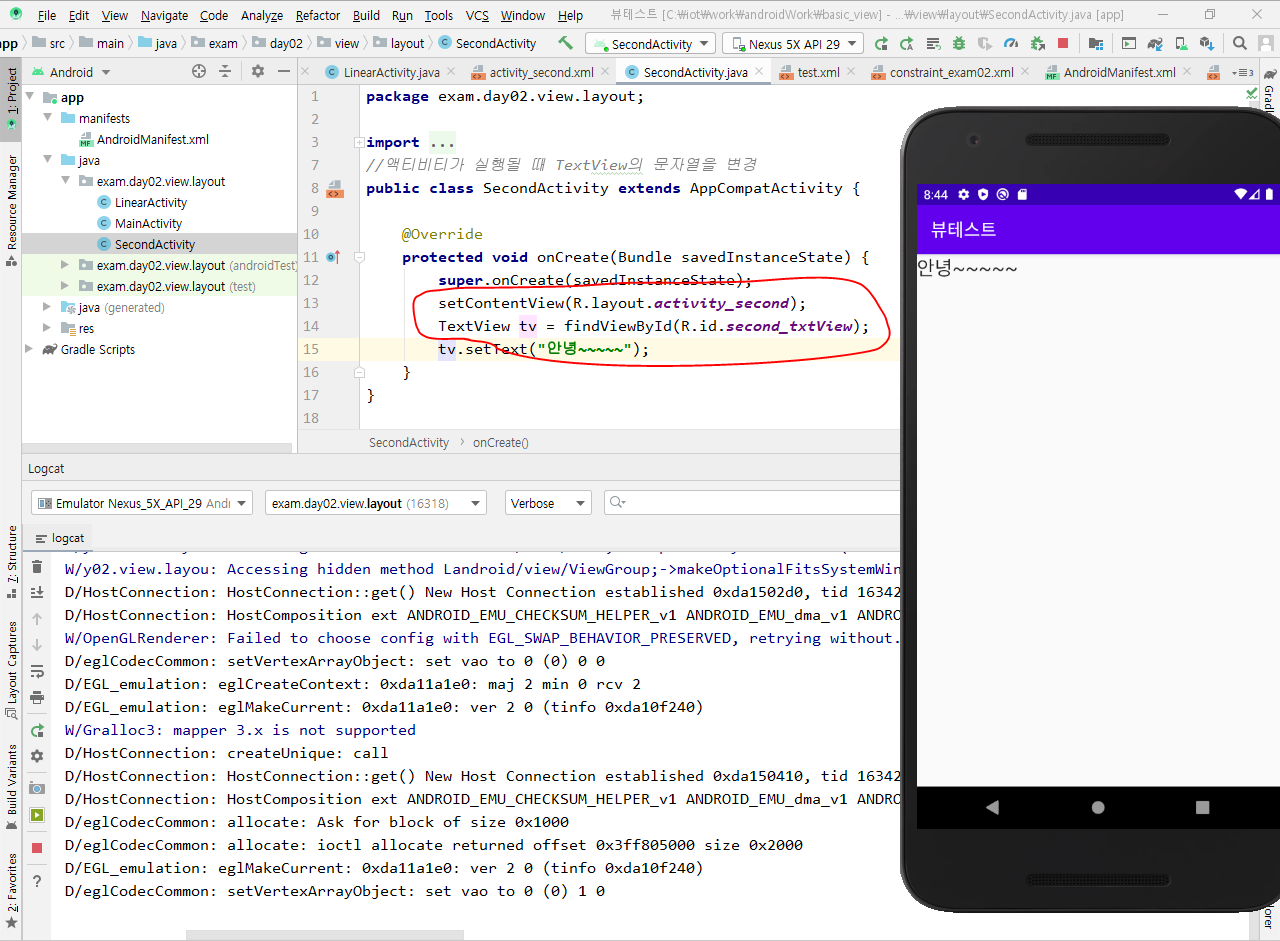 File Edit View Navigate Code Analyze Refactor Build Run Tools VCS Window Help 뷰테스트 [C:₩iot₩work₩androidWork₩basic_view] - ...₩view₩layout₩SecondActivity.java [app]
app src main java exam day02 view layout SecondActivity SecondActivity Nexus 5X API 29
Android LinearActivity.java activity_second.xml SecondActivity.java test.xml constraint_exam02.xml AndroidManifest.xml 3
1: Project
Resource Manager
7: Structure
Layout Captures
Build Variants
2: Favorites
app
manifests
AndroidManifest.xml
java
exam.day02.view.layout
LinearActivity
MainActivity
SecondActivity
exam.day02.view.layout (androidTest)
exam.day02.view.layout (test)
java (generated)
res
Gradle Scripts
1 package exam.day02.view.layout;
2
3 import ...
7 //액티비티가 실행될 때 TextView의 문자열을 변경
8 public class SecondActivity extends AppCompatActivity {
9
10 @Override
11 protected void onCreate(Bundle savedInstanceState) {
12 super.onCreate(savedInstanceState);
13 setContentView(R.layout.activity_second);
14 TextView tv = findViewById(R.id.second_txtView);
15 tv.setText("안녕~~~~~");
16 }
17 }
18
SecondActivity onCreate()
8:44
뷰테스트
안녕~~~~~
Logcat
Emulator Nexus_5X_API_29 exam.day02.view.layout (16318) Verbose
logcat
W/y02.view.layou: Accessing hidden method Landroid/view/ViewGroup;->makeOptionalFitsSystemWin
D/HostConnection: HostConnection::get() New Host Connection established 0xda1502d0, tid 16342
D/HostConnection: HostComposition ext ANDROID_EMU_CHECKSUM_HELPER_v1 ANDROID_EMU_dma_v1 ANDRO
W/OpenGLRenderer: Failed to choose config with EGL_SWAP_BEHAVIOR_PRESERVED, retrying without.
D/eglCodecCommon: setVertexArrayObject: set vao to 0 (0) 0 0
D/EGL_emulation: eglCreateContext: 0xda11a1e0: maj 2 min 0 rcv 2
D/EGL_emulation: eglMakeCurrent: 0xda11a1e0: ver 2 0 (tinfo 0xda10f240)
W/Gralloc3: mapper 3.x is not supported
D/HostConnection: createUnique: call
D/HostConnection: HostConnection::get() New Host Connection established 0xda150410, tid 16342
D/HostConnection: HostComposition ext ANDROID_EMU_CHECKSUM_HELPER_v1 ANDROID_EMU_dma_v1 ANDRO
D/eglCodecCommon: allocate: Ask for block of size 0x1000
D/eglCodecCommon: allocate: ioctl allocate returned offset 0x3ff805000 size 0x2000
D/EGL_emulation: eglMakeCurrent: 0xda11a1e0: ver 2 0 (tinfo 0xda10f240)
D/eglCodecCommon: setVertexArrayObject: set vao to 0 (0) 1 0